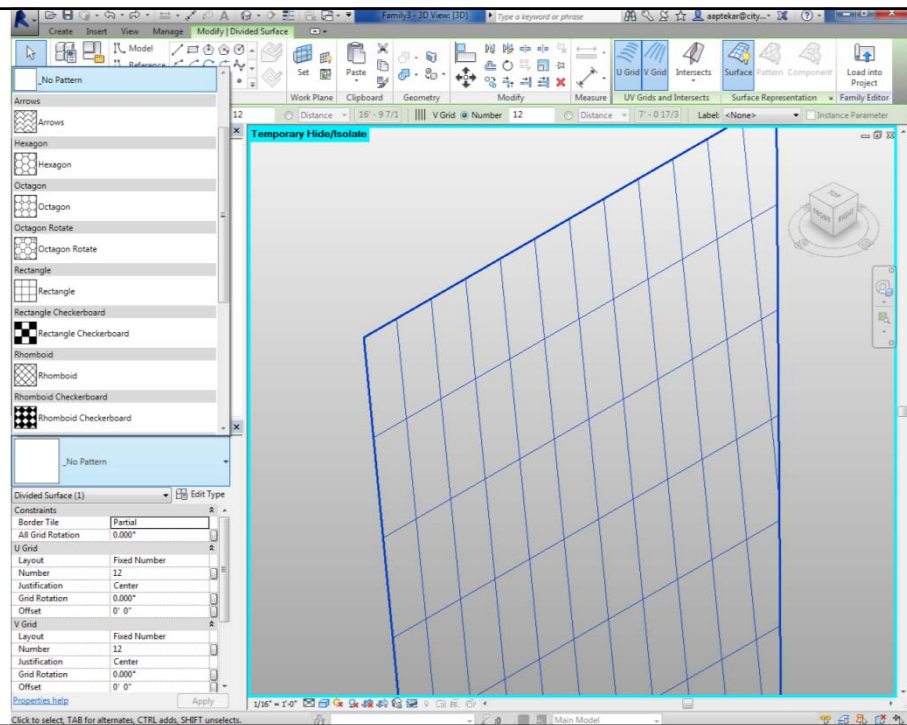 Family3 - 3D View: {3D}
Type a keyword or phrase
aaptekar@city...
Create Insert View Manage Modify | Divided Surface
Model
Reference
Set
Paste
U Grid V Grid Intersects
Surface Pattern Component
Load into Project
Work Plane Clipboard Geometry Modify Measure UV Grids and Intersects Surface Representation Family Editor
12 Distance 16' - 9 7/1 V Grid Number 12 Distance 7' - 0 17/3 Label: <None> Instance Parameter
_No Pattern
Arrows
Arrows
Hexagon
Hexagon
Octagon
Octagon
Octagon Rotate
Octagon Rotate
Rectangle
Rectangle
Rectangle Checkerboard
Rectangle Checkerboard
Rhomboid
Rhomboid
Rhomboid Checkerboard
Rhomboid Checkerboard
_No Pattern
Divided Surface (1) Edit Type
Constraints
Border Tile Partial
All Grid Rotation 0.000°
U Grid
Layout Fixed Number
Number 12
Justification Center
Grid Rotation 0.000°
Offset 0' 0"
V Grid
Layout Fixed Number
Number 12
Justification Center
Grid Rotation 0.000°
Offset 0' 0"
Properties help Apply
Temporary Hide/Isolate
TOP
FRONT RIGHT
1/16" = 1'-0"
Click to select, TAB for alternates, CTRL adds, SHIFT unselects.
:0 Main Model